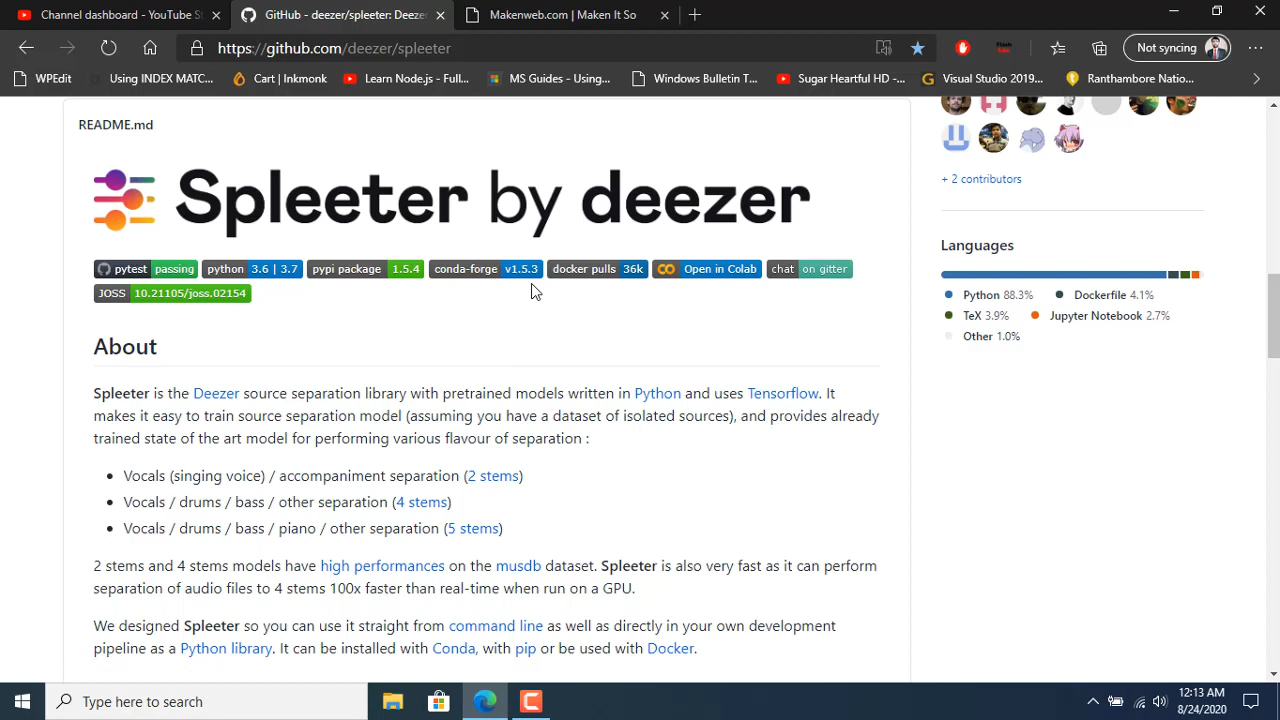 Channel dashboard - YouTube S
GitHub - deezer/spleeter: Deezer
Makenweb.com | Maken It So
https://github.com/deezer/spleeter
Not syncing
WPEdit
Using INDEX MATC...
Cart | Inkmonk
Learn Node.js - Full...
MS Guides - Using...
Windows Bulletin T...
Sugar Heartful HD -...
Visual Studio 2019...
Ranthambore Natio...
README.md
Spleeter by deezer
pytest passing python 3.6 | 3.7 pypi package 1.5.4 conda-forge v1.5.3 docker pulls 36k Open in Colab chat on gitter
JOSS 10.21105/joss.02154
About
Spleeter is the Deezer source separation library with pretrained models written in Python and uses Tensorflow. It
makes it easy to train source separation model (assuming you have a dataset of isolated sources), and provides already
trained state of the art model for performing various flavour of separation :
• Vocals (singing voice) / accompaniment separation (2 stems)
• Vocals / drums / bass / other separation (4 stems)
• Vocals / drums / bass / piano / other separation (5 stems)
2 stems and 4 stems models have high performances on the musdb dataset. Spleeter is also very fast as it can perform
separation of audio files to 4 stems 100x faster than real-time when run on a GPU.
We designed Spleeter so you can use it straight from command line as well as directly in your own development
pipeline as a Python library. It can be installed with Conda, with pip or be used with Docker.
+ 2 contributors
Languages
Python 88.3% Dockerfile 4.1%
TeX 3.9% Jupyter Notebook 2.7%
Other 1.0%
Type here to search
12:13 AM
8/24/2020